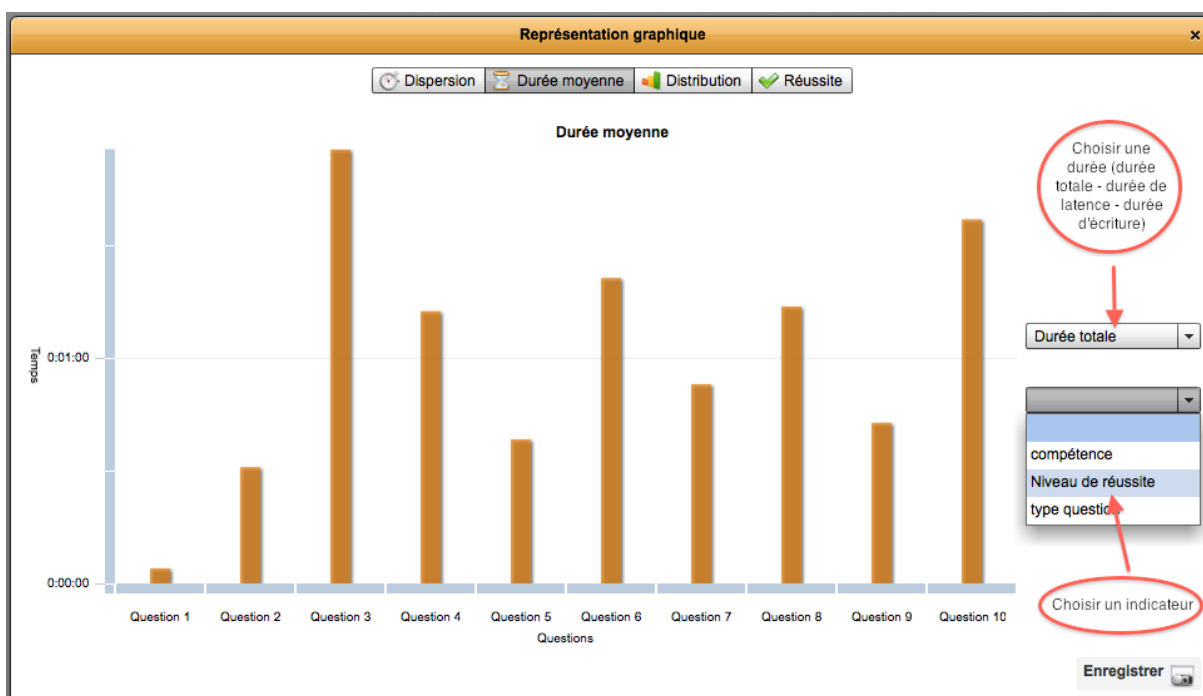 Représentation graphique
×
Dispersion
Durée moyenne
Distribution
Réussite
Durée moyenne
Choisir une
durée (durée
totale - durée de
latence - durée
d'écriture)
Durée totale
compétence
Niveau de réussite
type question
Choisir un indicateur
Temps
0:01:00
0:00:00
Question 1
Question 2
Question 3
Question 4
Question 5
Question 6
Question 7
Question 8
Question 9
Question 10
Questions
Enregistrer